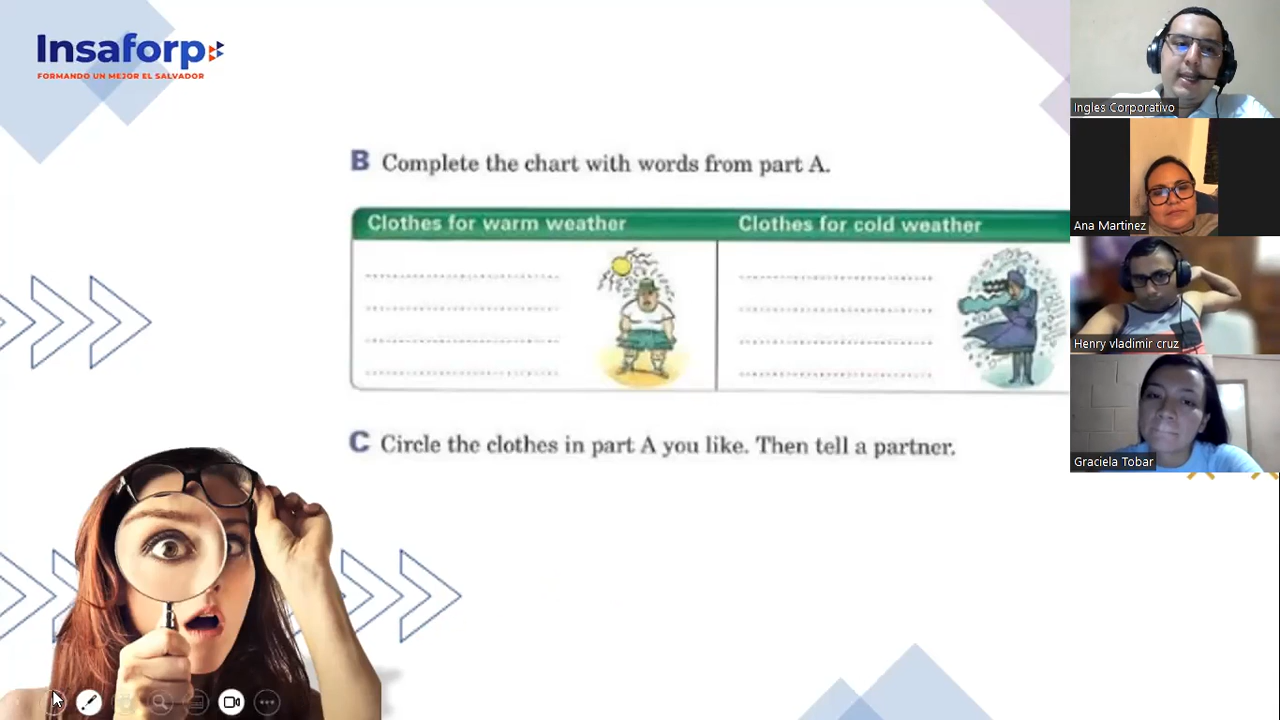 Insaforp
FORMANDO UN MEJOR EL SALVADOR
B Complete the chart with words from part A.
Clothes for warm weather
Clothes for cold weather
C Circle the clothes in part A you like. Then tell a partner.
Ingles Corporativo
Ana Martinez
Henry vladimir cruz
Graciela Tobar